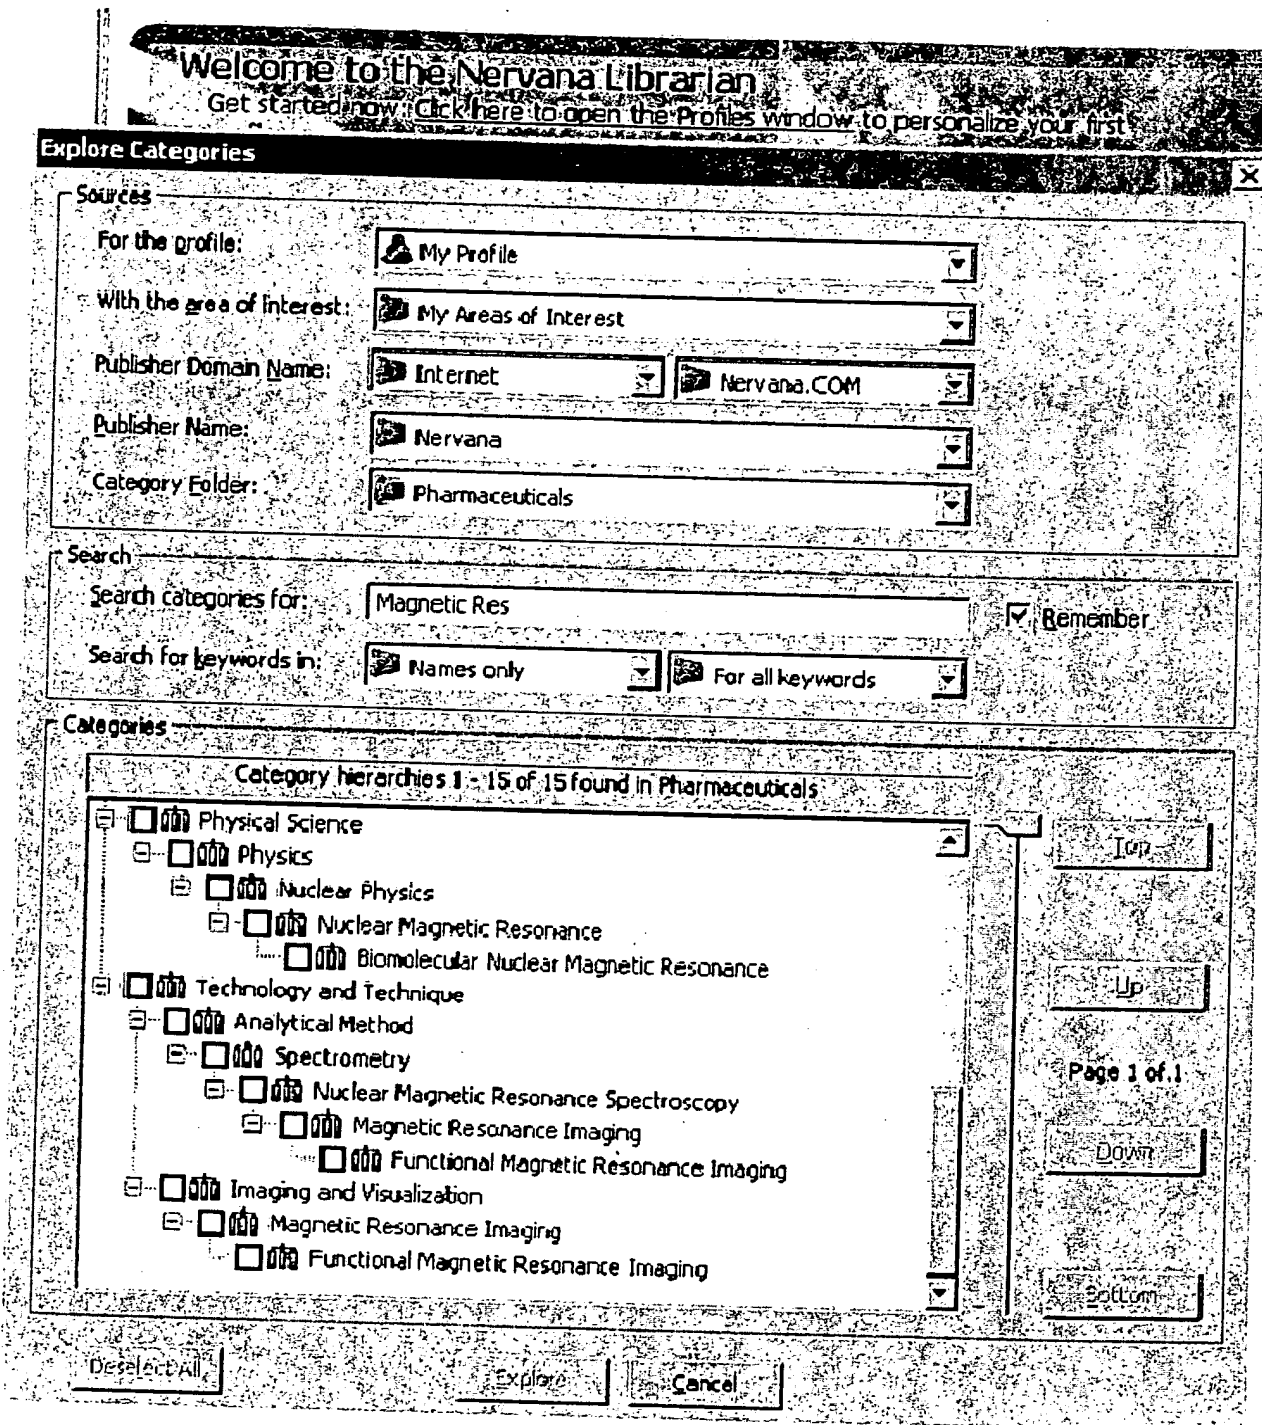 Welcome to the Nervana Librarian
Get started now: Click here to open the Profiles window to personalize your first
Explore Categories
Sources
For the profile: My Profile
With the area of interest: My Areas of Interest
Publisher Domain Name: Internet Nervana.COM
Publisher Name: Nervana
Category Folder: Pharmaceuticals
Search
Search categories for: Magnetic Res Remember
Search for keywords in: Names only For all keywords
Categories
Category hierarchies 1 - 15 of 15 found in Pharmaceuticals
Physical Science
Top
Physics
Nuclear Physics
Nuclear Magnetic Resonance
Biomolecular Nuclear Magnetic Resonance
Technology and Technique
Up
Analytical Method
Spectrometry
Page 1 of 1
Nuclear Magnetic Resonance Spectroscopy
Magnetic Resonance Imaging
Down
Functional Magnetic Resonance Imaging
Imaging and Visualization
Magnetic Resonance Imaging
Functional Magnetic Resonance Imaging
Bottom
Deselect All Explore Cancel